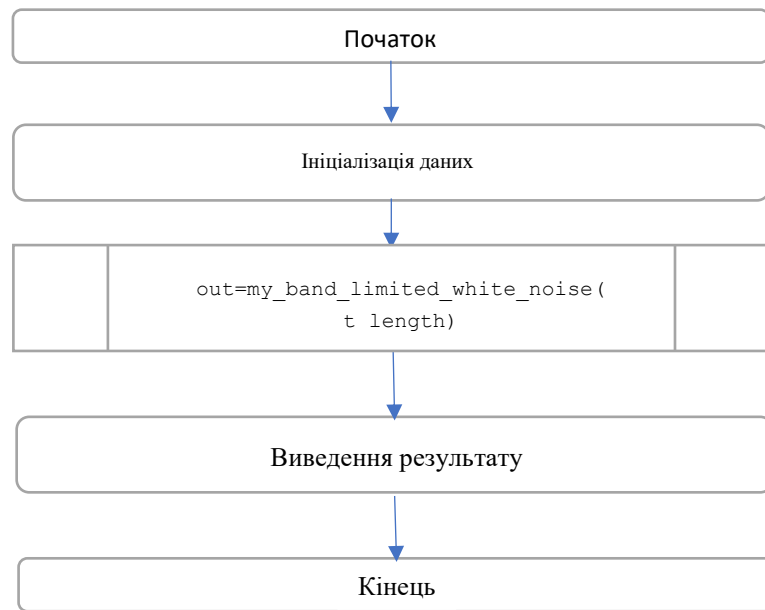 Початок
Ініціалізація даних
out=my_band_limited_white_noise(
t length)
Виведення результату
Кінець